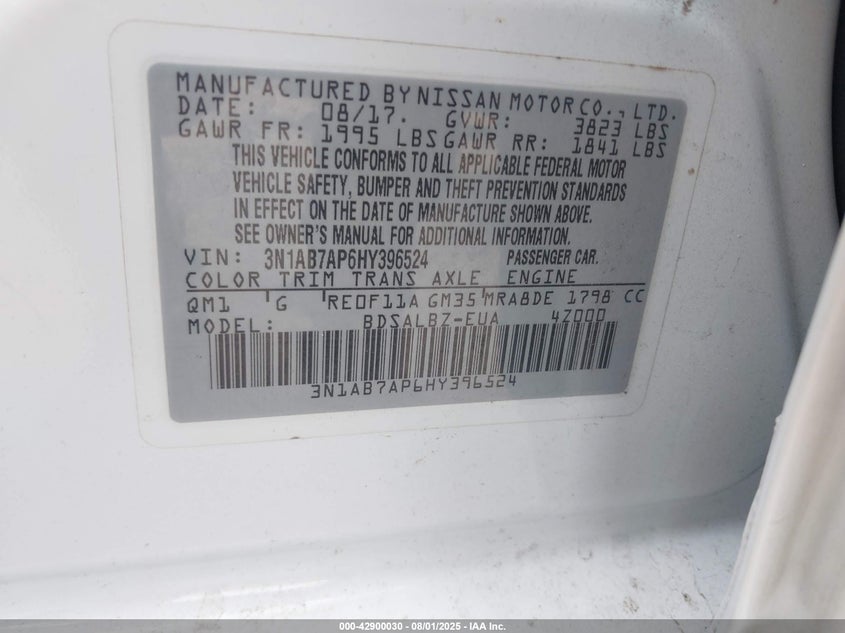 MANUFACTURED BY NISSAN MOTOR CO., LTD.
DATE: 08/17. GVWR: 3823 LBS
GAWR FR: 1995 LBS GAWR RR: 1841 LBS
THIS VEHICLE CONFORMS TO ALL APPLICABLE FEDERAL MOTOR
VEHICLE SAFETY, BUMPER AND THEFT PREVENTION STANDARDS
IN EFFECT ON THE DATE OF MANUFACTURE SHOWN ABOVE.
SEE OWNER'S MANUAL FOR ADDITIONAL INFORMATION.
VIN: 3N1AB7AP6HY396524 PASSENGER CAR.
COLOR TRIM TRANS AXLE ENGINE
QM1 G RE0F11A GM35 MRA8DE 1798 CC
MODEL: BDSALBZ-EUA 4Z000
3N1AB7AP6HY396524
000-42900030 - 08/01/2025 - IAA Inc.